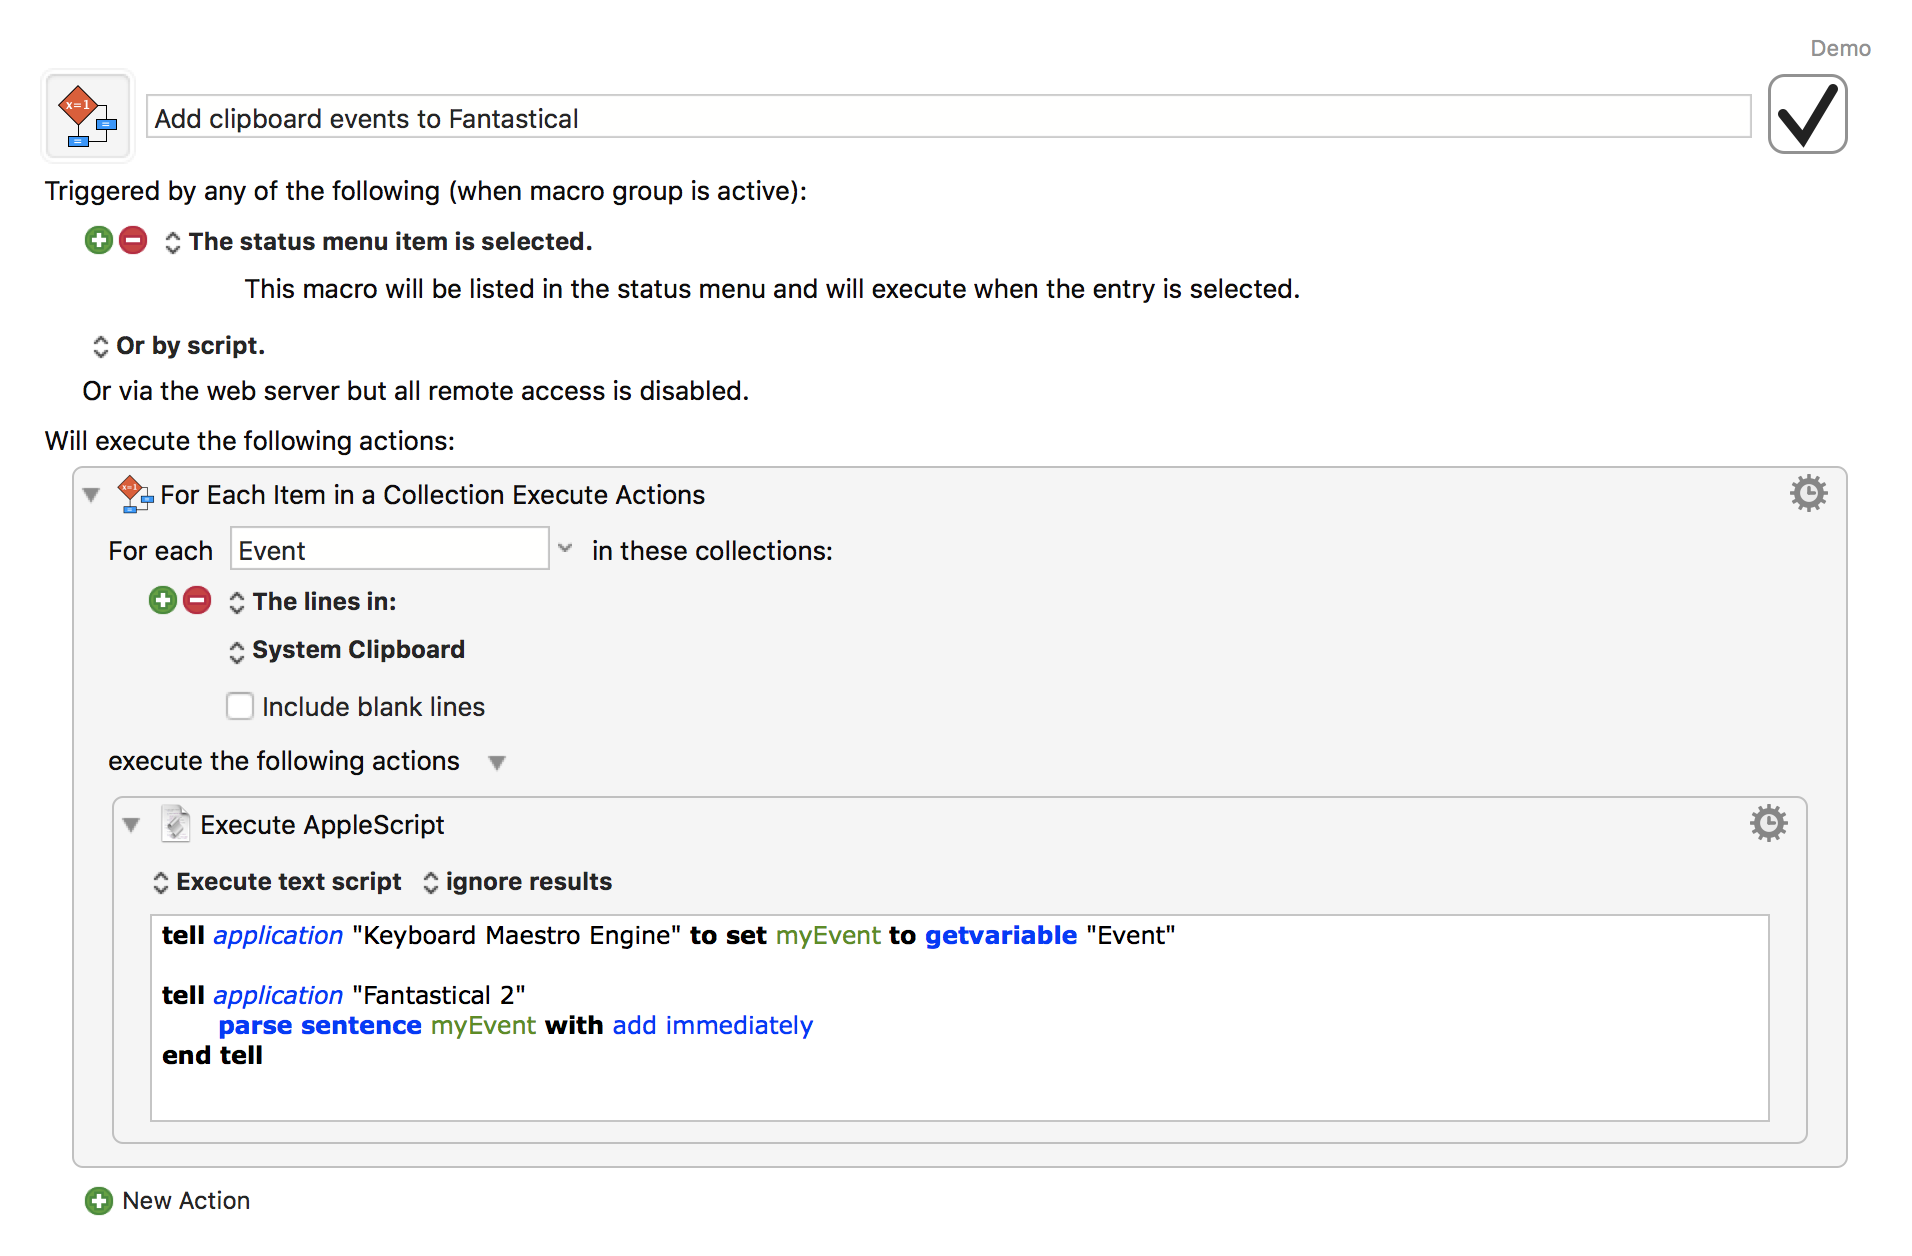 Demo
x=1
Add clipboard events to Fantastical
Triggered by any of the following (when macro group is active):
The status menu item is selected.
This macro will be listed in the status menu and will execute when the entry is selected.
Or by script.
Or via the web server but all remote access is disabled.
Will execute the following actions:
x=1
For Each Item in a Collection Execute Actions
For each Event in these collections:
The lines in:
System Clipboard
Include blank lines
execute the following actions
Execute AppleScript
Execute text script ignore results
tell application "Keyboard Maestro Engine" to set myEvent to getvariable "Event"
tell application "Fantastical 2"
parse sentence myEvent with add immediately
end tell
New Action